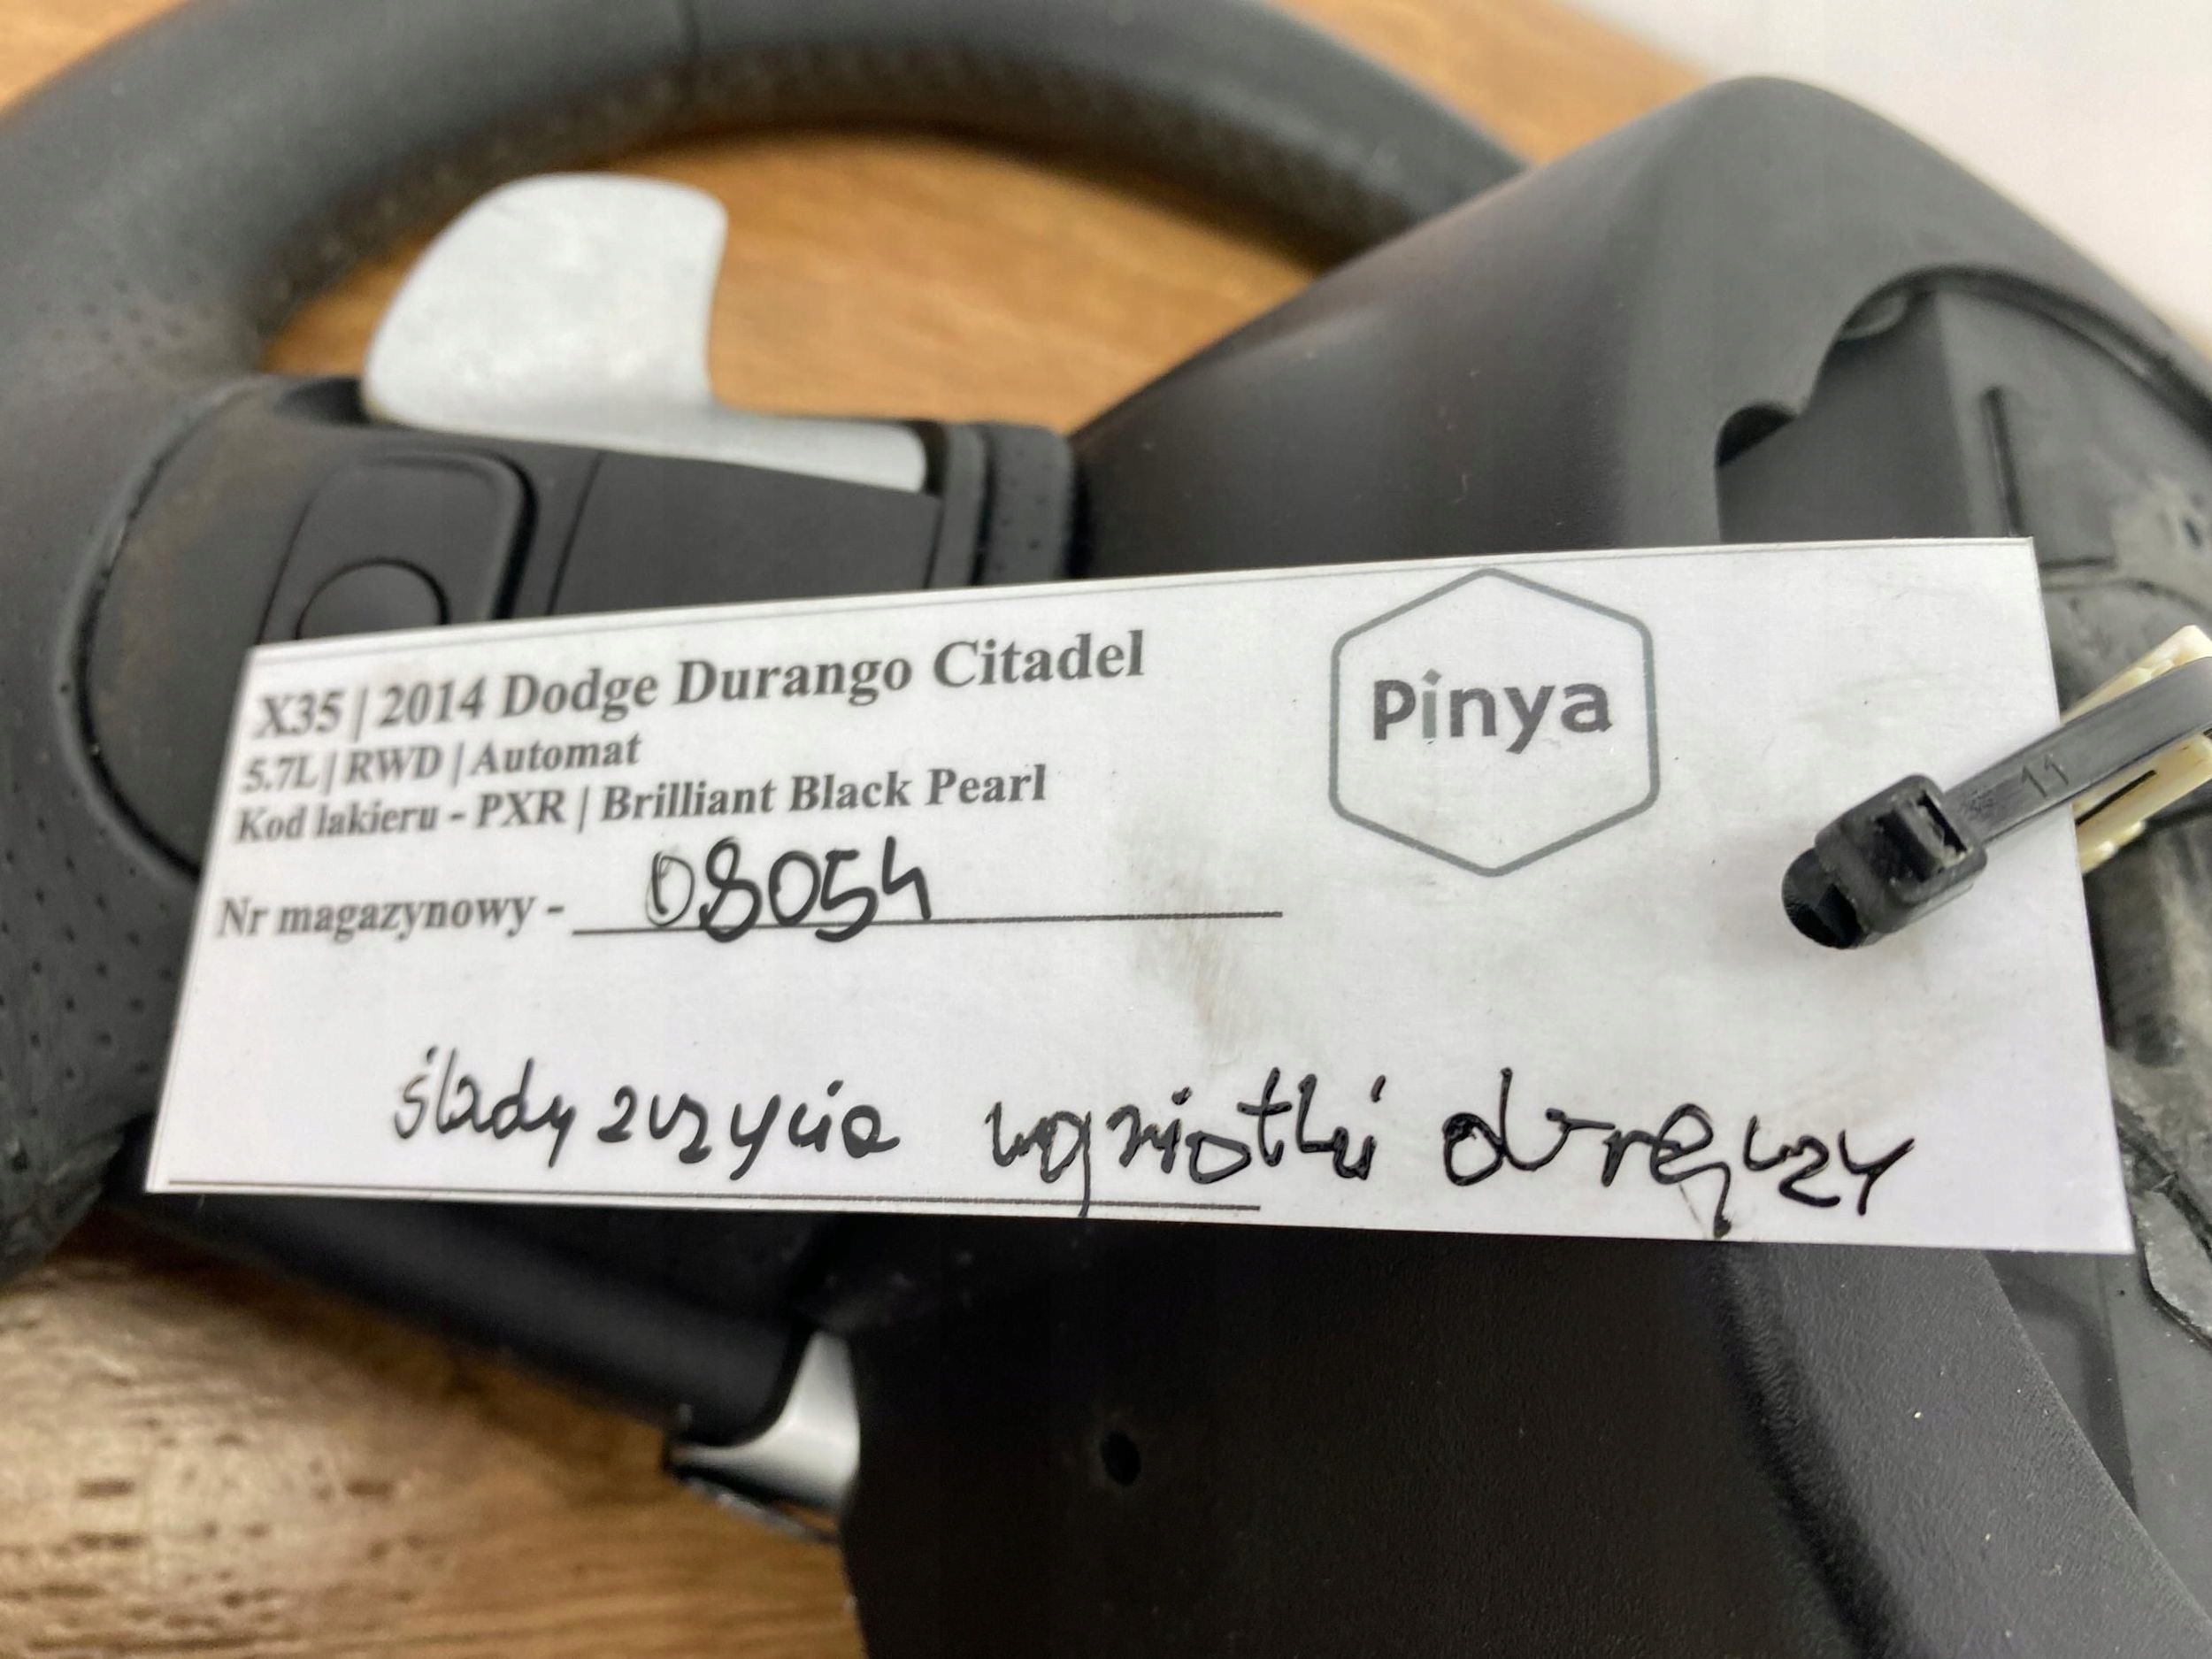 X35 | 2014 Dodge Durango Citadel
5.7L | RWD | Automat
Kod lakieru - PXR | Brilliant Black Pearl
Nr magazynowy - 08054
ślady zużycia wgniotki obręczy
Pinya
11